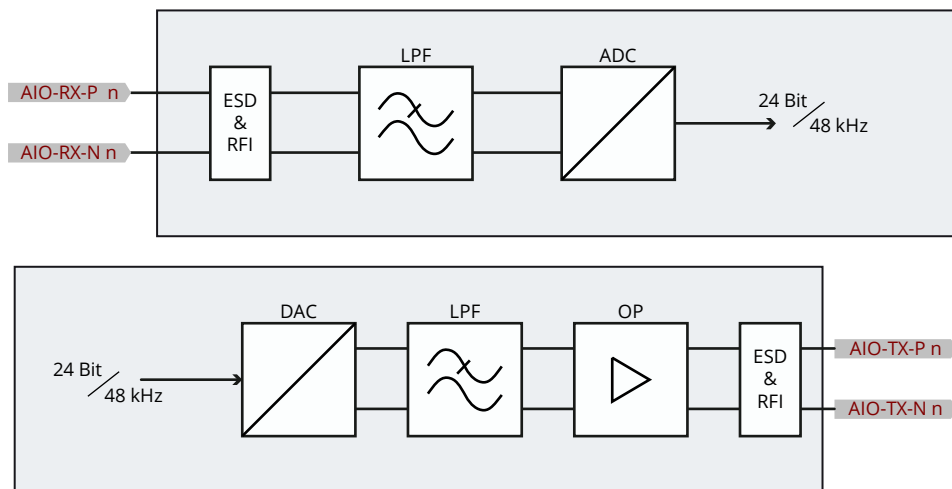 LPF
ADC
AIO-RX-P n
ESD
&
RFI
24 Bit
48 kHz
AIO-RX-N n
DAC
LPF
OP
24 Bit
48 kHz
ESD
&
RFI
AIO-TX-P n
AIO-TX-N n